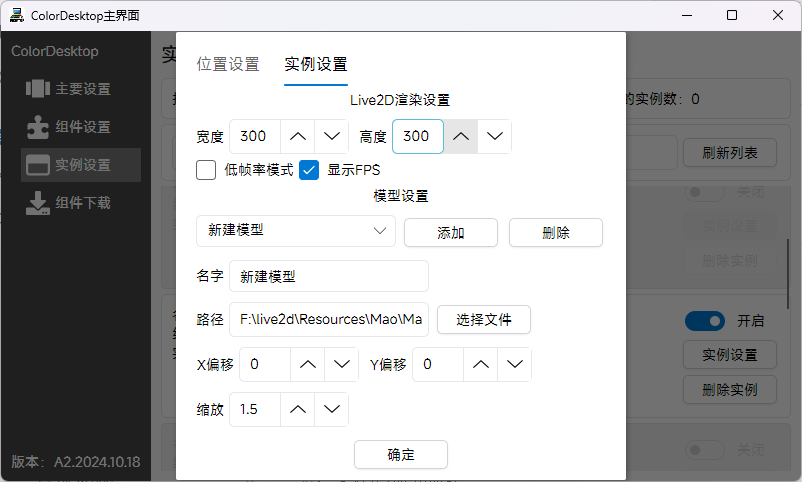 ColorDesktop主界面
ColorDesktop
主要设置
组件设置
实例设置
组件下载
版本：A2.2024.10.18
位置设置 实例设置
Live2D渲染设置
宽度 300 高度 300
低帧率模式 显示FPS
模型设置
新建模型 添加 删除
名字 新建模型
路径 F:\live2d\Resources\Mao\Ma 选择文件
X偏移 0 Y偏移 0
缩放 1.5
确定
的实例数：0
刷新列表
关闭
实例设置
删除实例
开启
实例设置
删除实例
关闭